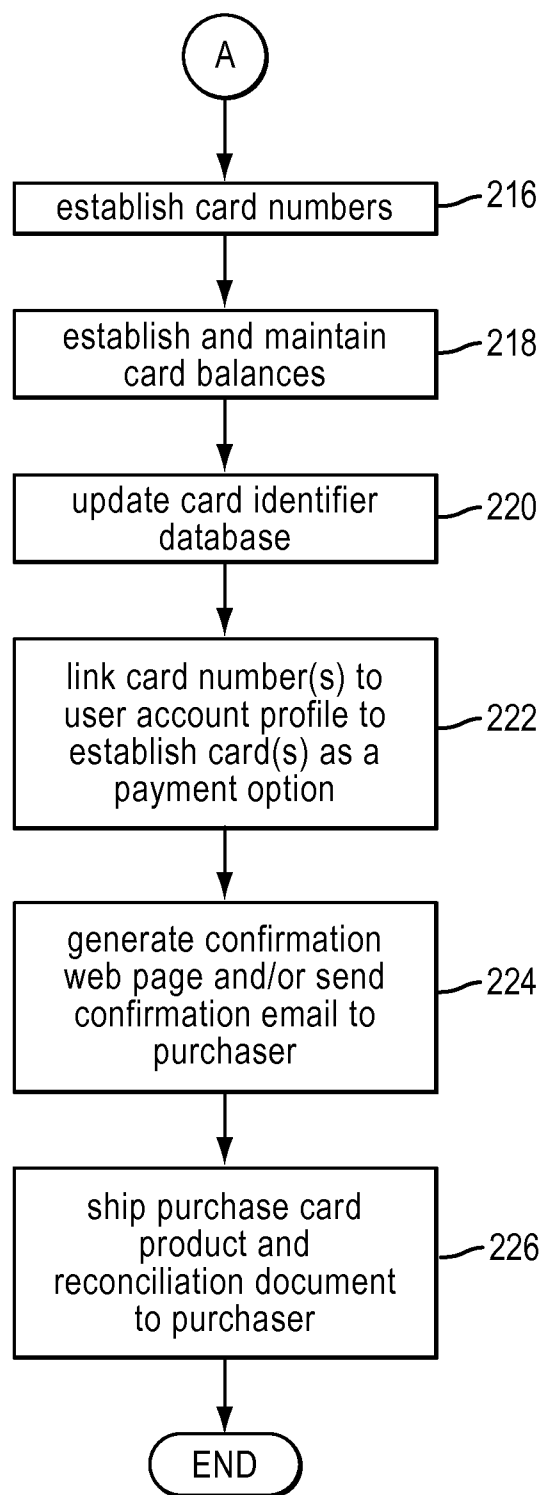 A
establish card numbers
216
establish and maintain
card balances
218
update card identifier
database
220
link card number(s) to
user account profile to
establish card(s) as a
payment option
222
generate confirmation
web page and/or send
confirmation email to
purchaser
224
ship purchase card
product and
reconciliation document
to purchaser
226
END